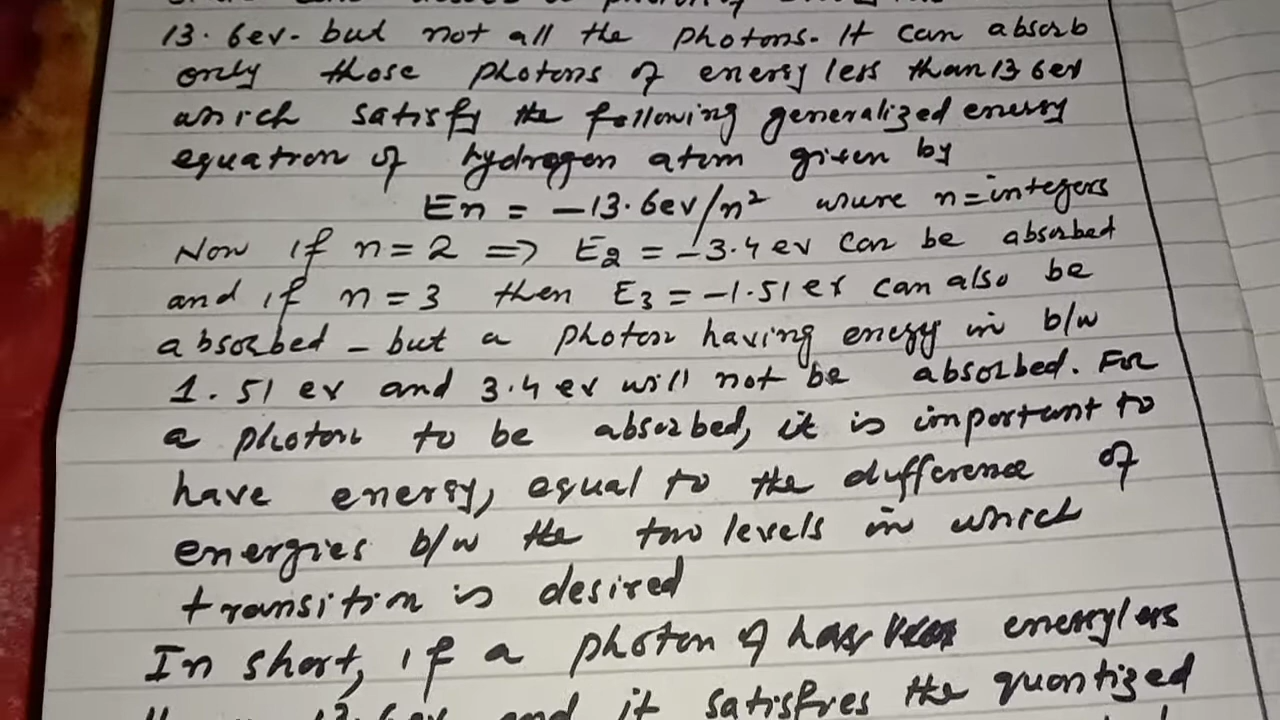 13.6ev- but not all the photons. It can absorb
only those photons of energy less than 13.6ev
which satisfy the following generalized energy
equation of hydrogen atom given by
En = -13.6ev/n² where n=integers
Now if n=2 => E2 = -3.4 ev can be absorbed
and if n=3 then E3=-1.51 ev can also be
absorbed - but a photon having energy in b/w
1.51 ev and 3.4 ev will not be absorbed. For
a photon to be absorbed, it is important to
have energy, equal to the difference of
energies b/w the two levels in which
transition is desired
In short, if a photon of has energy less
13.6 ev and it satisfies the quantized